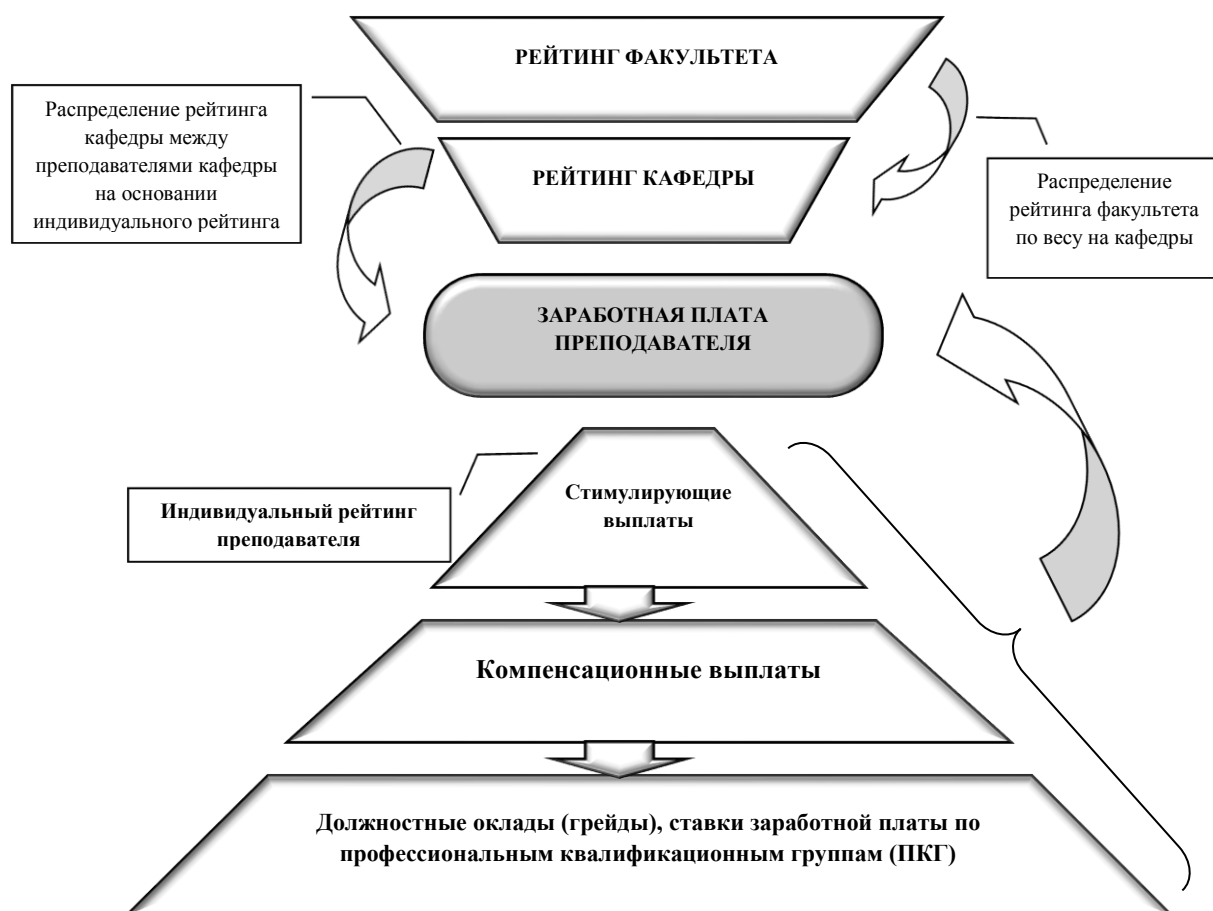 РЕЙТИНГ ФАКУЛЬТЕТА
Распределение рейтинга
кафедры между
преподавателями кафедры
на основании
индивидуального рейтинга
РЕЙТИНГ КАФЕДРЫ
Распределение
рейтинга факультета
по весу на кафедры
ЗАРАБОТНАЯ ПЛАТА
ПРЕПОДАВАТЕЛЯ
Стимулирующие
выплаты
Индивидуальный рейтинг
преподавателя
Компенсационные выплаты
Должностные оклады (грейды), ставки заработной платы по
профессиональным квалификационным группам (ПКГ)